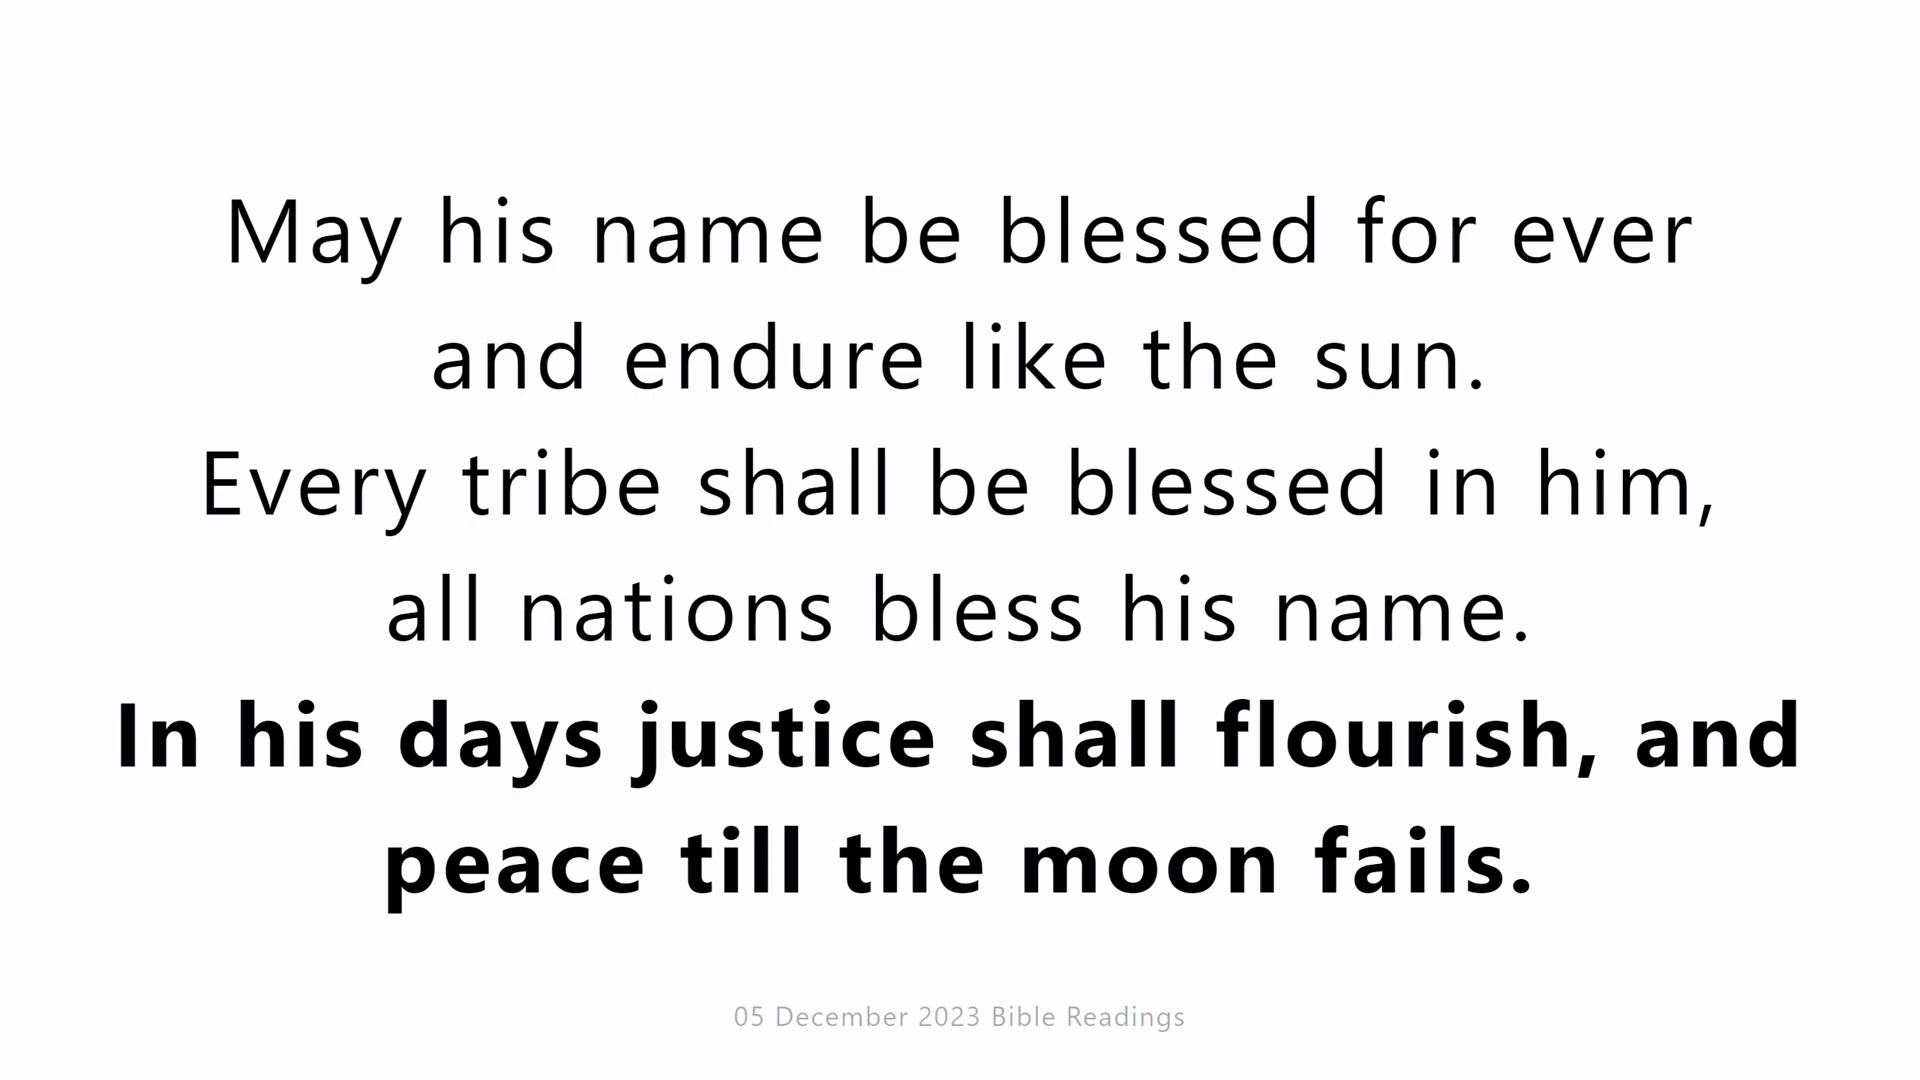 May his name be blessed for ever
and endure like the sun.
Every tribe shall be blessed in him,
all nations bless his name.
In his days justice shall flourish, and
peace till the moon fails.
05 December 2023 Bible Readings